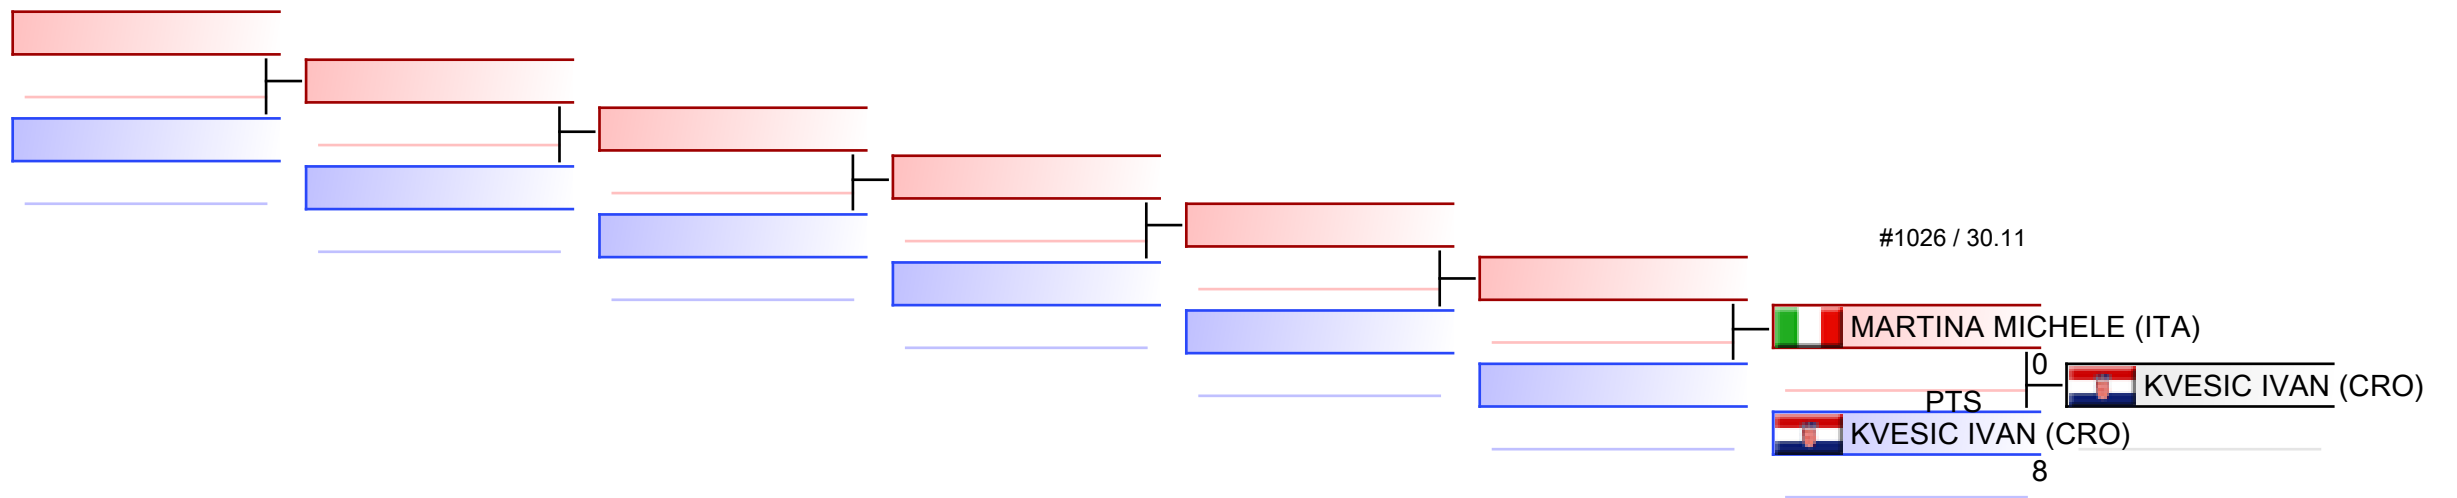 #1026 / 30.11
MARTINA MICHELE (ITA)
0
KVESIC IVAN (CRO)
PTS
KVESIC IVAN (CRO)
8